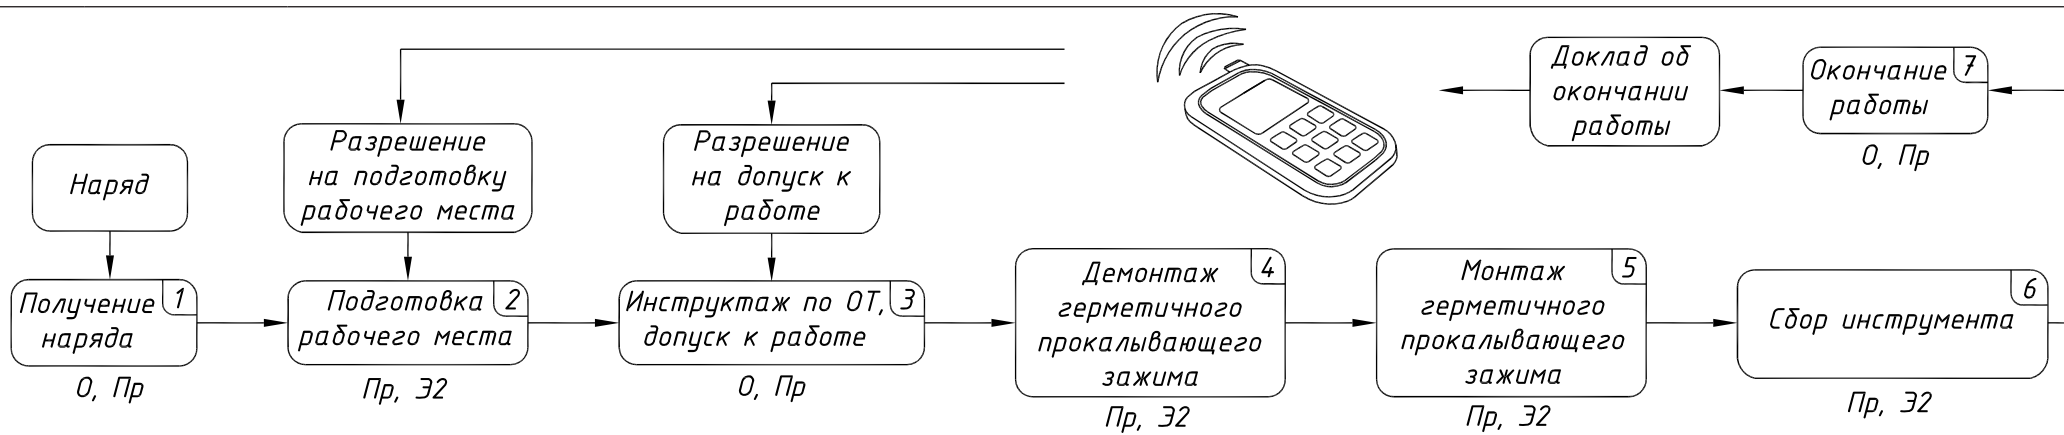 Наряд
Получение 1
наряда
О, Пр
Разрешение
на подготовку
рабочего места
Подготовка 2
рабочего места
Пр, Э2
Разрешение
на допуск к
работе
Инструктаж по ОТ, 3
допуск к работе
О, Пр
Демонтаж 4
герметичного
прокалывающего
зажима
Пр, Э2
Монтаж 5
герметичного
прокалывающего
зажима
Пр, Э2
6
Сбор инструмента
Пр, Э2
Окончание 7
работы
О, Пр
Доклад об
окончании
работы